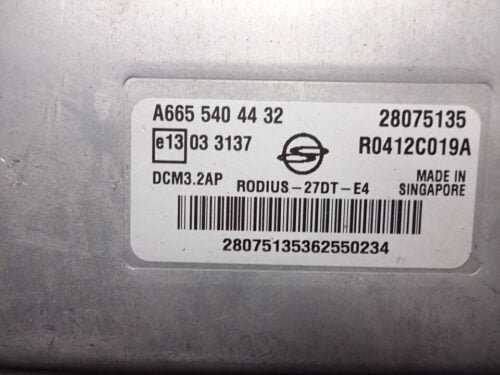 A665 540 44 32 28075135
e13 03 3137 R0412C019A
DCM3.2AP RODIUS-27DT-E4 MADE IN SINGAPORE
28075135362550234